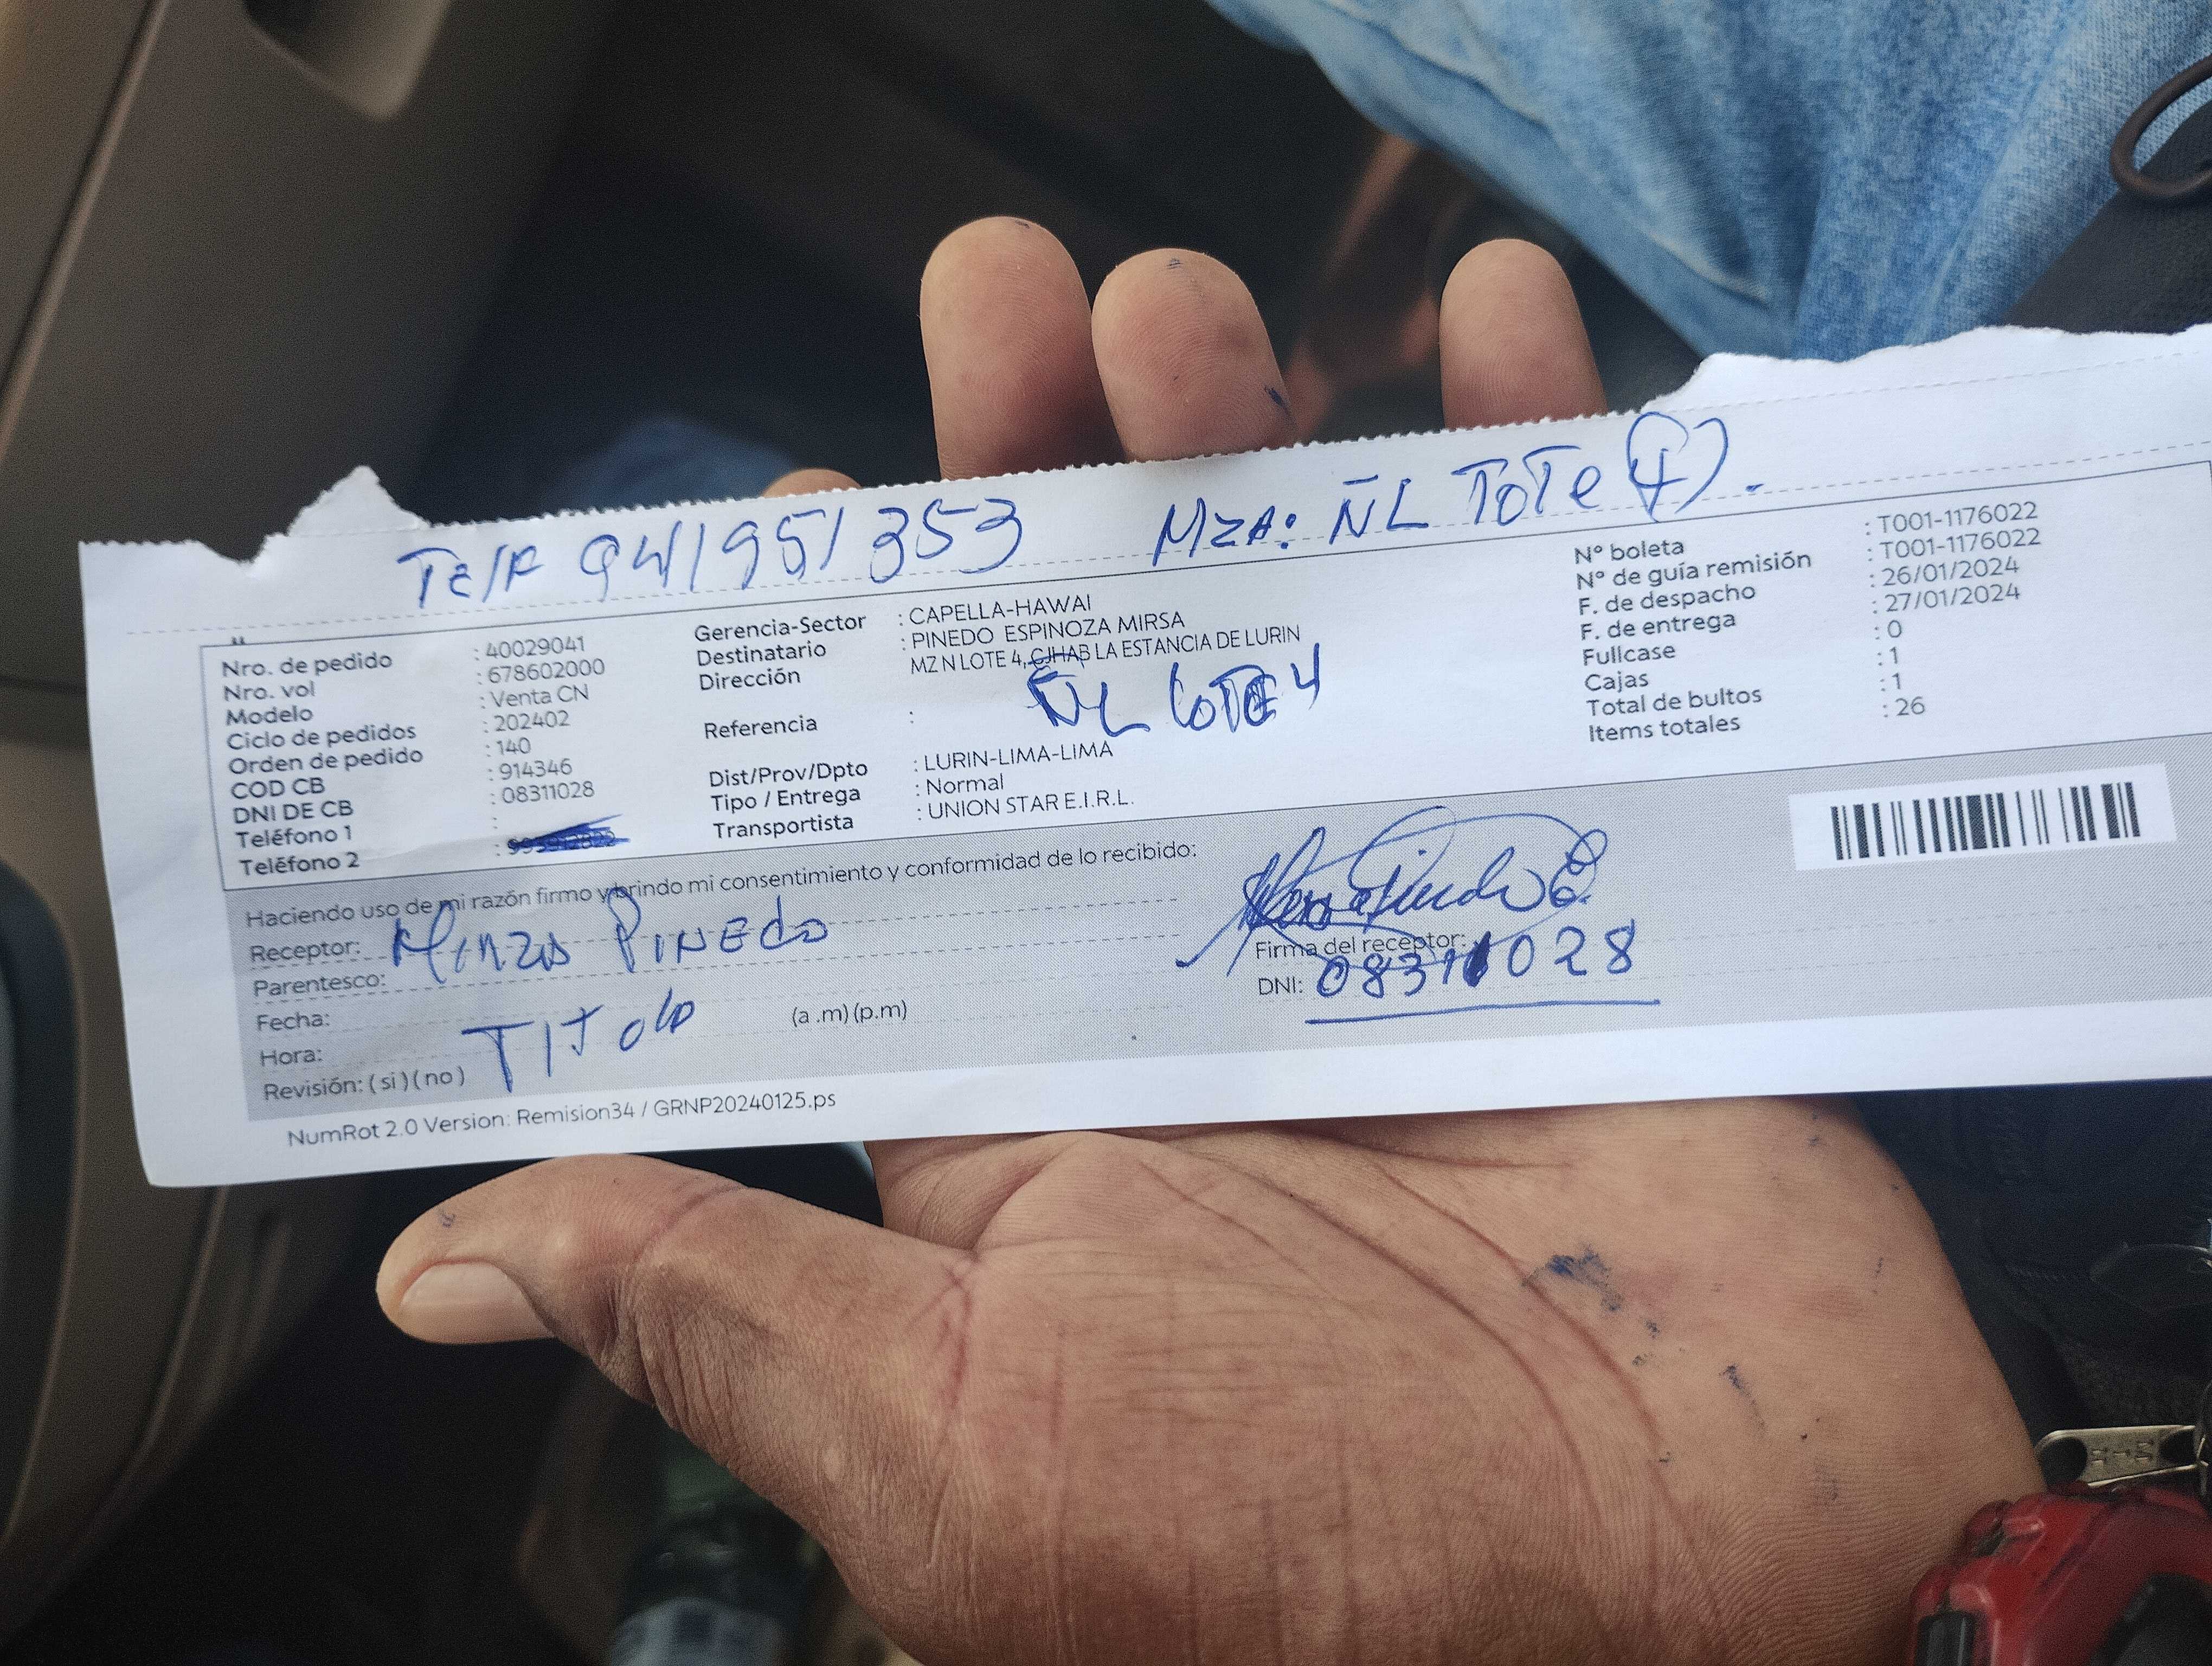 Telf 941951353 Mza: ÑL ToTe (4).
Nro. de pedido : 40029041
Nro. vol : 678602000
Modelo : Venta CN
Ciclo de pedidos : 202402
Orden de pedido : 140
COD CB : 914346
DNI DE CB : 08311028
Teléfono 1 :
Teléfono 2 :
Gerencia-Sector : CAPELLA-HAWAI
Destinatario : PINEDO ESPINOZA MIRSA
Dirección MZ N LOTE 4, CJHAB LA ESTANCIA DE LURIN
ÑL LOTE 4
Referencia :
Dist/Prov/Dpto : LURIN-LIMA-LIMA
Tipo / Entrega : Normal
Transportista : UNION STAR E.I.R.L.
N° boleta : T001-1176022
N° de guía remisión : T001-1176022
F. de despacho : 26/01/2024
F. de entrega : 27/01/2024
Fullcase : 0
Cajas : 1
Total de bultos : 1
Items totales : 26
Haciendo uso de mi razón firmo y brindo mi consentimiento y conformidad de lo recibido:
Receptor: PINEdo
Parentesco:
Fecha:
Hora: (a .m) (p.m)
Revisión: ( si ) ( no )
Firma del receptor:
DNI: 08311028
NumRot 2.0 Version: Remision34 / GRNP20240125.ps